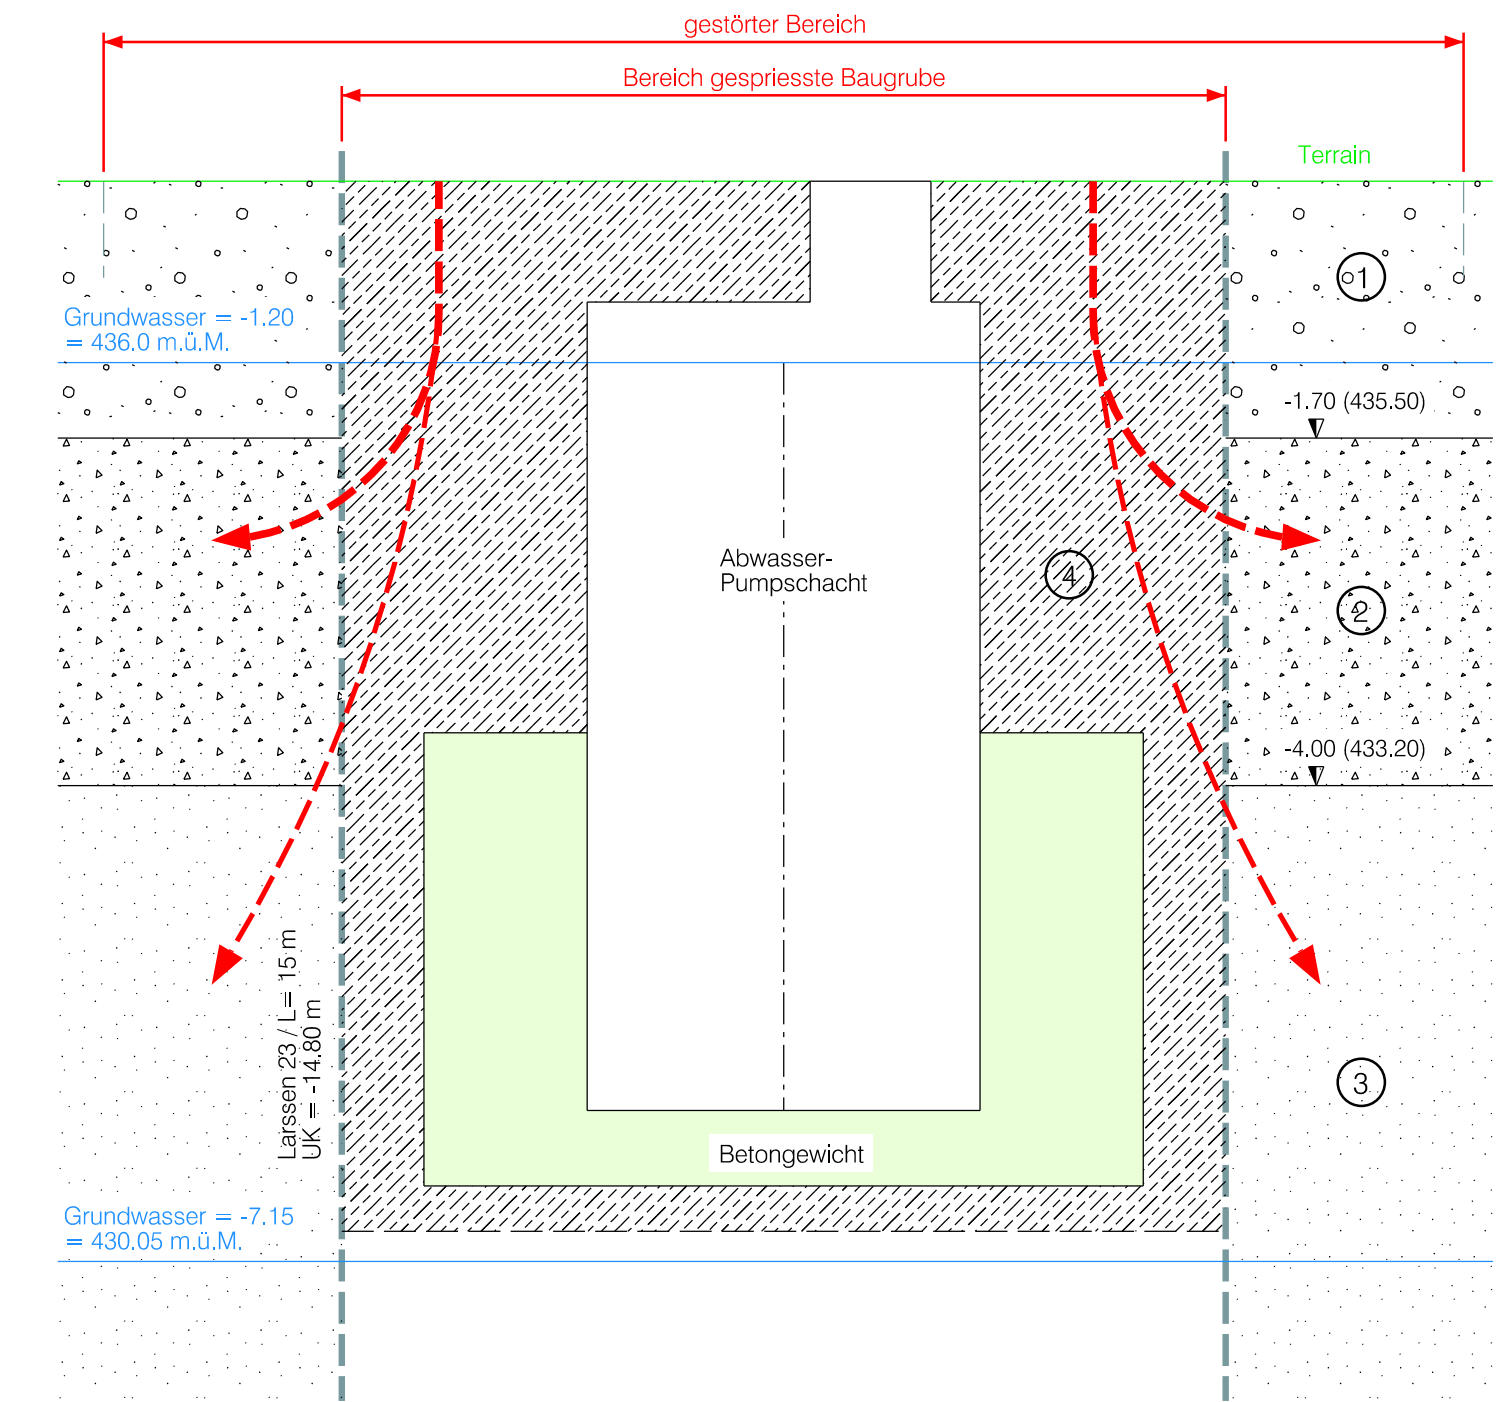 gestörter Bereich
Bereich gespriesste Baugrube
Terrain
1
Grundwasser = -1.20
= 436.0 m.ü.M.
-1.70 (435.50)
Abwasser-
Pumpschacht
4
2
-4.00 (433.20)
Larssen 23 / L= 15 m
UK = -14.80 m
3
Betongewicht
Grundwasser = -7.15
= 430.05 m.ü.M.